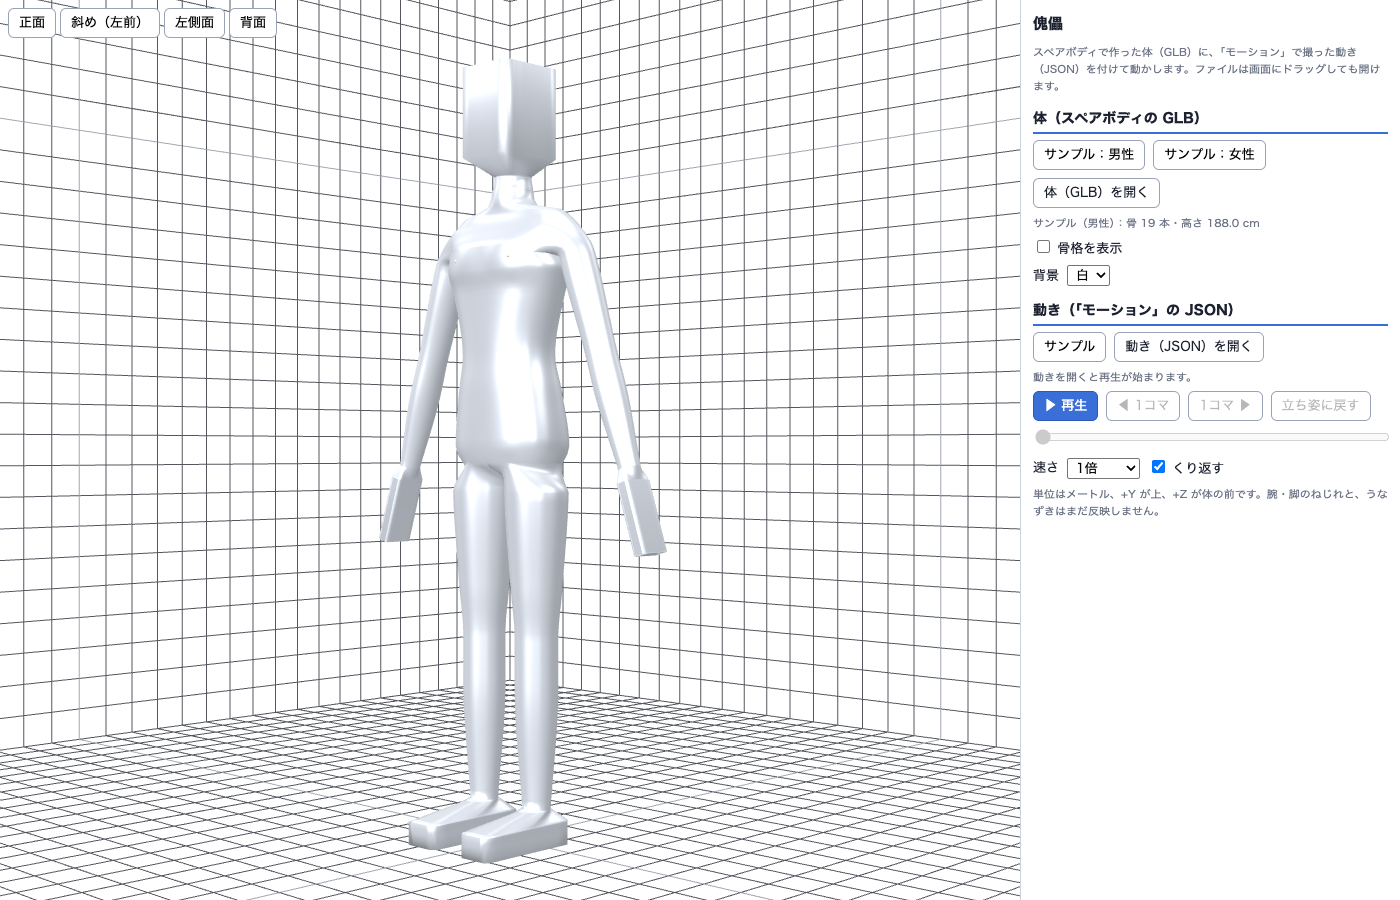 正面 斜め（左前） 左側面 背面
傀儡
スペアボディで作った体（GLB）に、「モーション」で撮った動き
（JSON）を付けて動かします。ファイルは画面にドラッグしても開け
ます。
体（スペアボディの GLB）
サンプル：男性 サンプル：女性
体（GLB）を開く
サンプル（男性）：骨 19 本・高さ 188.0 cm
骨格を表示
背景 白
動き（「モーション」の JSON）
サンプル 動き（JSON）を開く
動きを開くと再生が始まります。
▶ 再生 ◀ 1コマ 1コマ ▶ 立ち姿に戻す
速さ 1倍 くり返す
単位はメートル、+Y が上、+Z が体の前です。腕・脚のねじれと、うな
ずきはまだ反映しません。